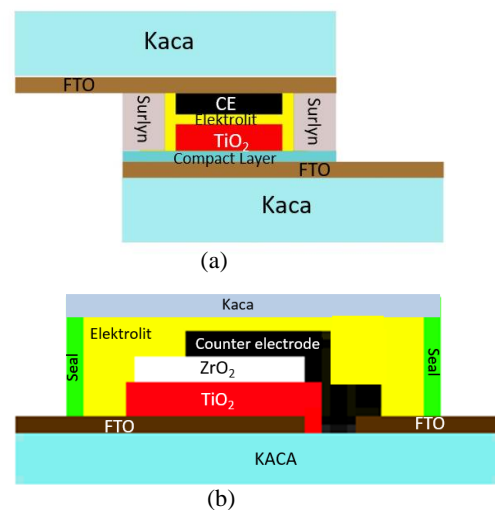 Kaca
FTO
Surlyn
CE
Surlyn
Elektrolit
TiO₂
Compact Layer
FTO
Kaca
(a)
Kaca
Elektrolit
Counter electrode
Seal
ZrO₂
Seal
TiO₂
FTO
FTO
KACA
(b)